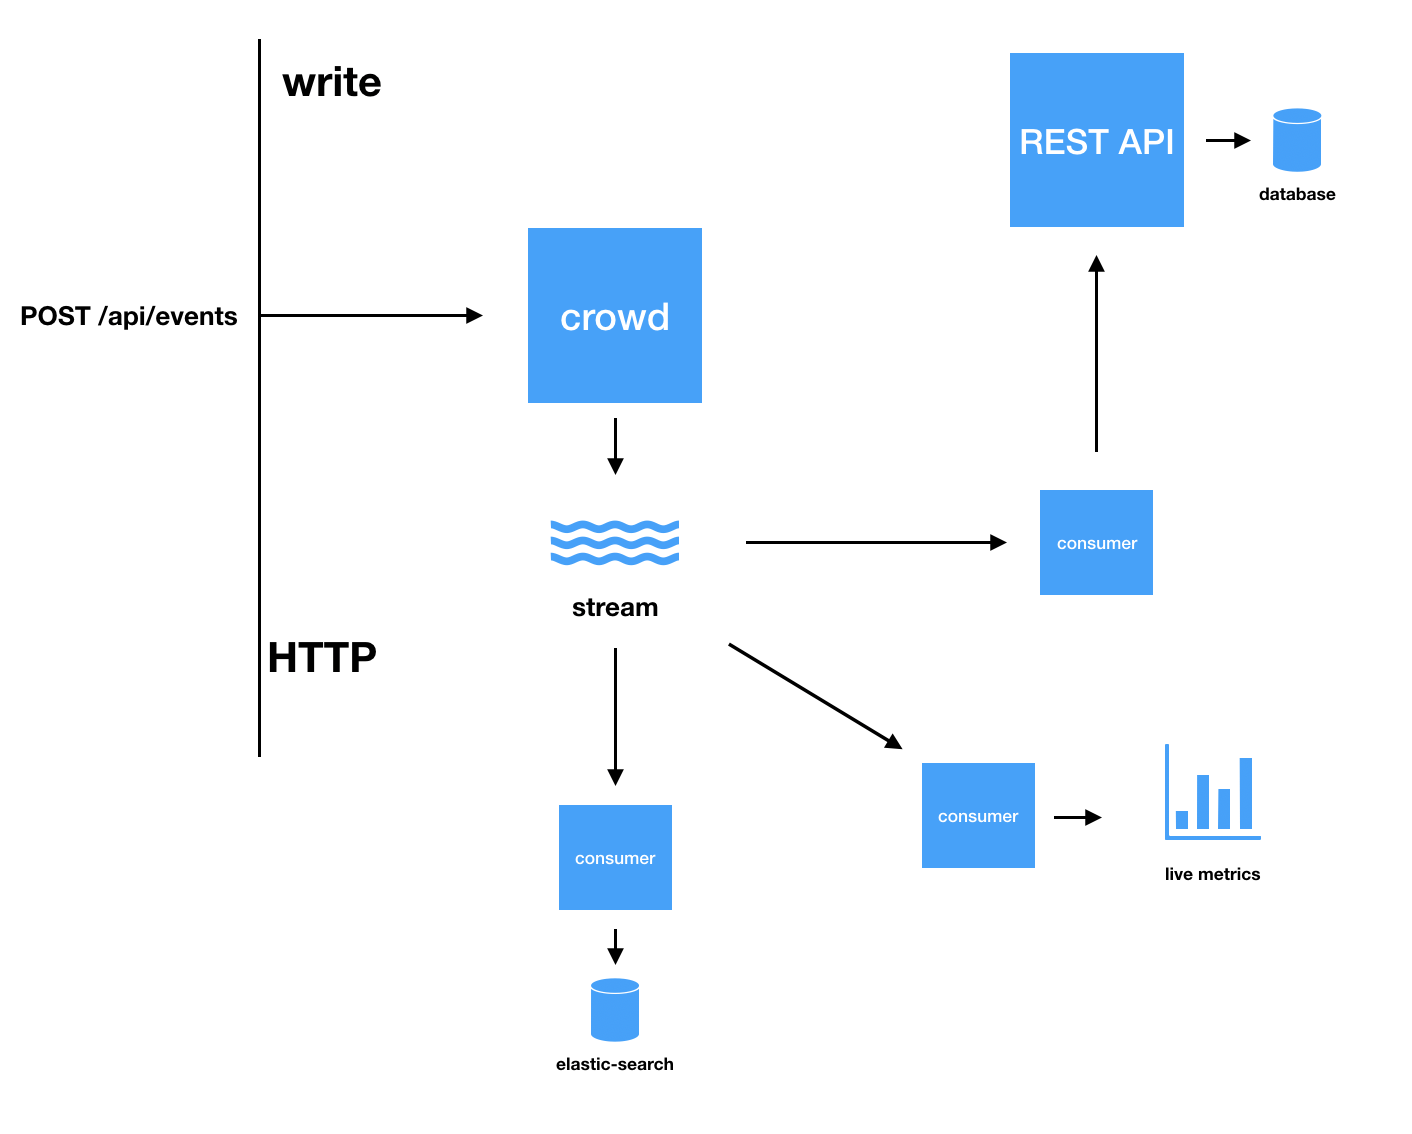 write
REST API
database
POST /api/events
crowd
consumer
stream
HTTP
consumer
consumer
live metrics
elastic-search